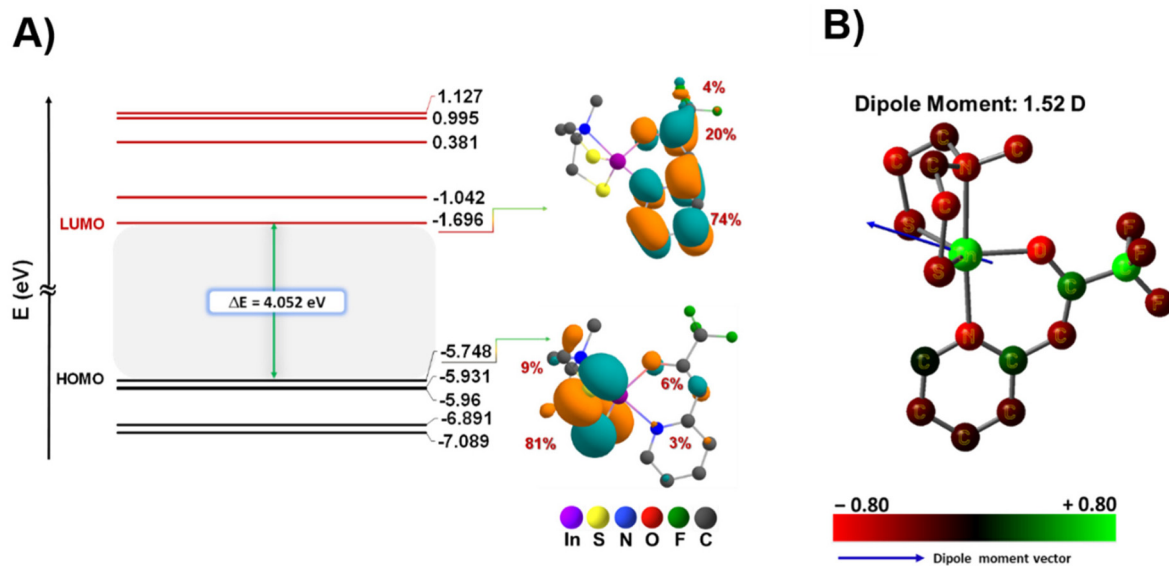 A)
E (eV)
1.127
0.995
0.381
-1.042
LUMO
-1.696
ΔE = 4.052 eV
-5.748
HOMO
-5.931
-5.96
-6.891
-7.089
4%
20%
74%
9%
6%
81%
3%
In S N O F C
B)
Dipole Moment: 1.52 D
C
C
C
N
C
C
C
S
S
O
F
F
F
C
C
N
C
C
C
C
C
C
− 0.80
+ 0.80
Dipole moment vector